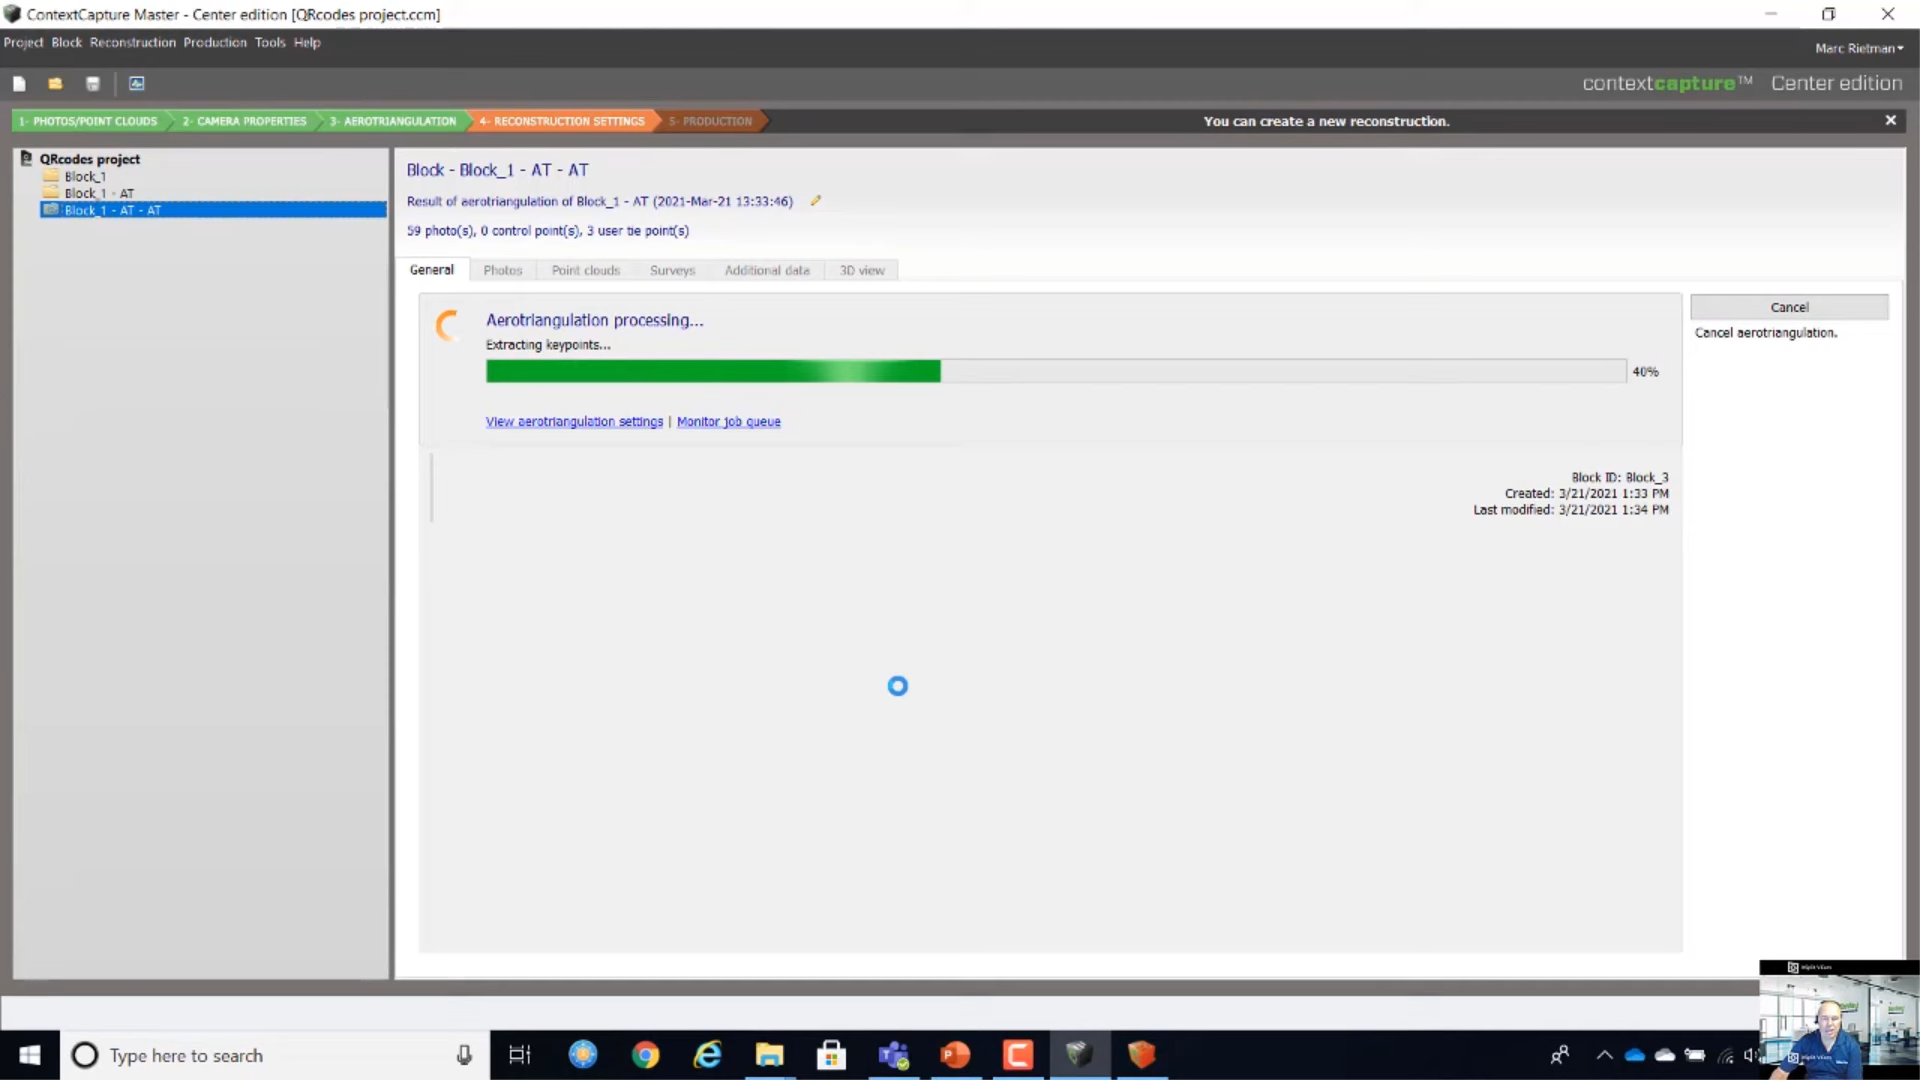 ContextCapture Master - Center edition [QRcodes project.ccm]
Project Block Reconstruction Production Tools Help
Marc Rietman
contextcapture™ Center edition
1- PHOTOS/POINT CLOUDS 2- CAMERA PROPERTIES 3- AEROTRIANGULATION 4- RECONSTRUCTION SETTINGS 5- PRODUCTION
You can create a new reconstruction.
QRcodes project
Block_1
Block_1 - AT
Block_1 - AT - AT
Block - Block_1 - AT - AT
Result of aerotriangulation of Block_1 - AT (2021-Mar-21 13:33:46)
59 photo(s), 0 control point(s), 3 user tie point(s)
General Photos Point clouds Surveys Additional data 3D view
Aerotriangulation processing...
Extracting keypoints...
40%
View aerotriangulation settings | Monitor job queue
Cancel
Cancel aerotriangulation.
Block ID: Block_3
Created: 3/21/2021 1:33 PM
Last modified: 3/21/2021 1:34 PM
Type here to search